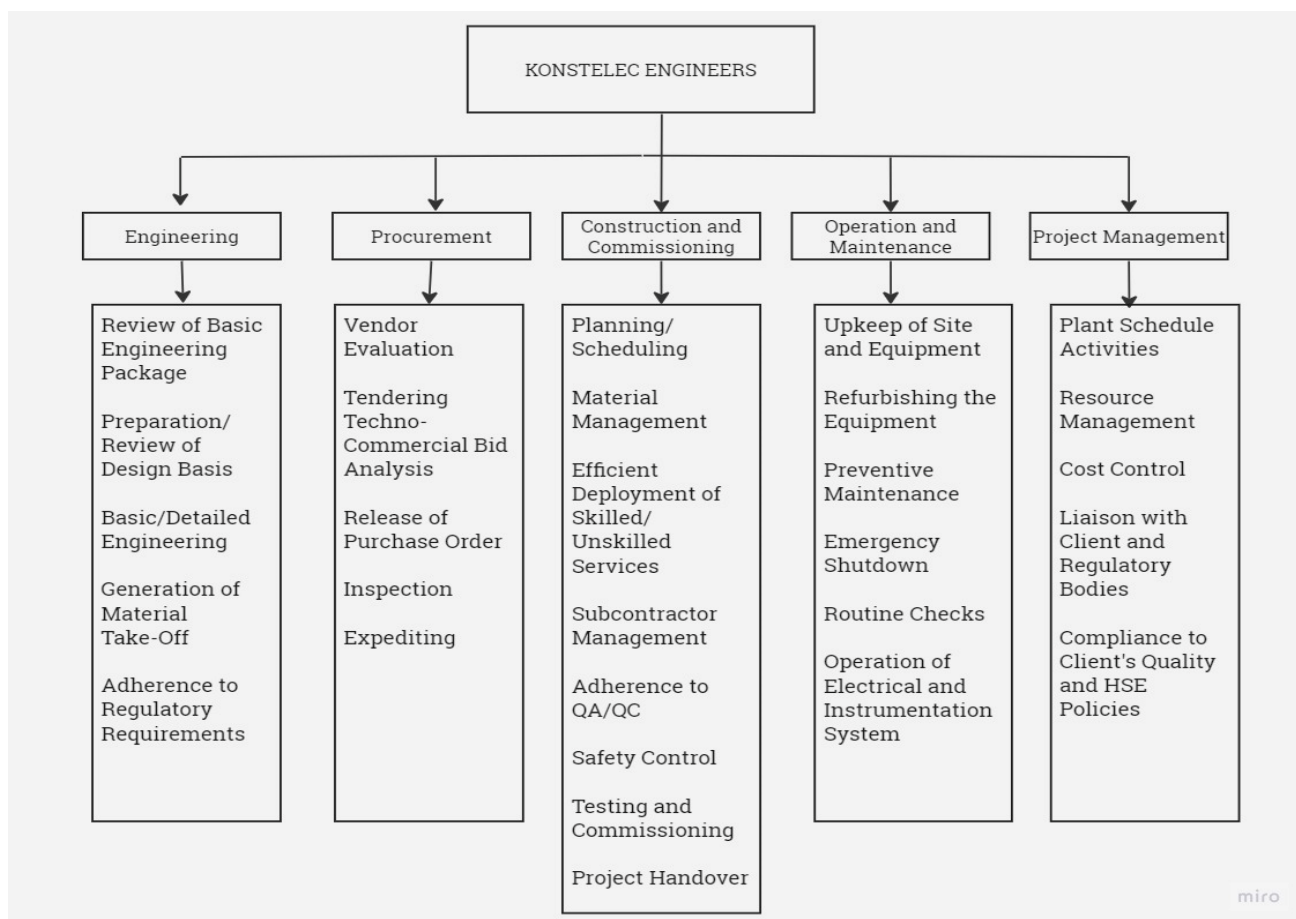 KONSTELEC ENGINEERS
Engineering
Procurement
Construction and
Commissioning
Operation and
Maintenance
Project Management
Review of Basic
Engineering
Package
Preparation/
Review of
Design Basis
Basic/Detailed
Engineering
Generation of
Material
Take-Off
Adherence to
Regulatory
Requirements
Vendor
Evaluation
Tendering
Techno-
Commercial Bid
Analysis
Release of
Purchase Order
Inspection
Expediting
Planning/
Scheduling
Material
Management
Efficient
Deployment of
Skilled/
Unskilled
Services
Subcontractor
Management
Adherence to
QA/QC
Safety Control
Testing and
Commissioning
Project Handover
Upkeep of Site
and Equipment
Refurbishing the
Equipment
Preventive
Maintenance
Emergency
Shutdown
Routine Checks
Operation of
Electrical and
Instrumentation
System
Plant Schedule
Activities
Resource
Management
Cost Control
Liaison with
Client and
Regulatory
Bodies
Compliance to
Client's Quality
and HSE
Policies
miro